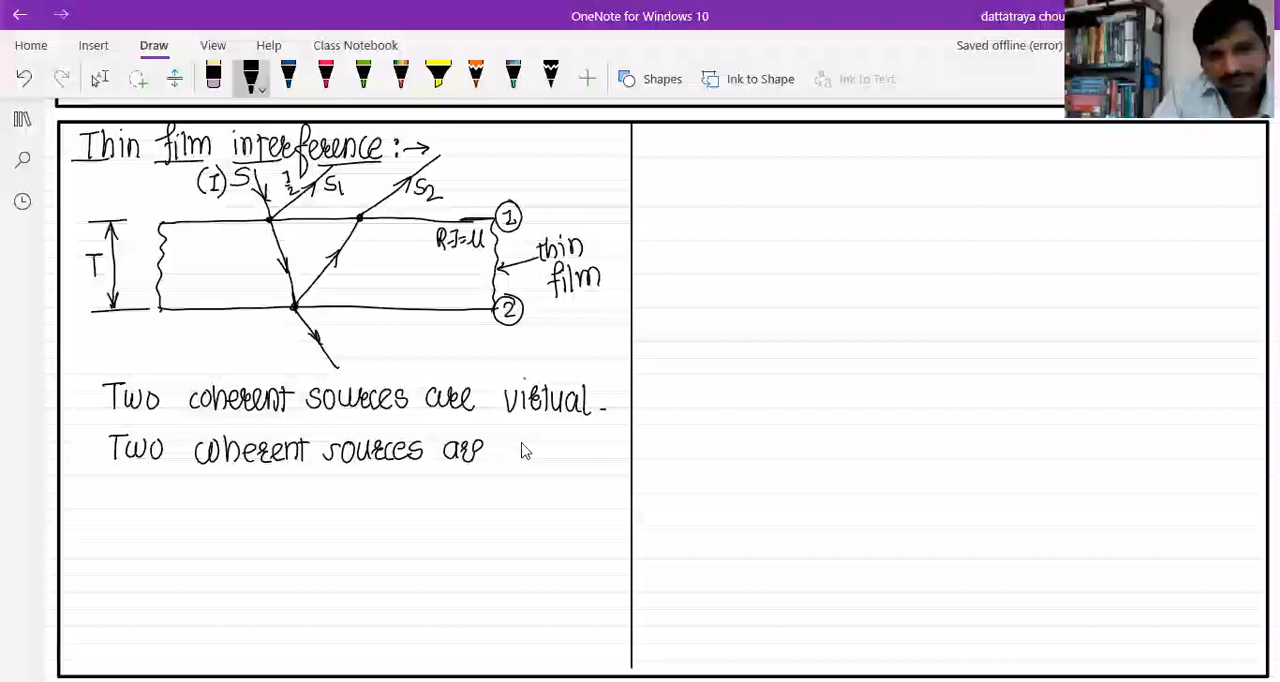 OneNote for Windows 10
dattatraya chou
Home Insert Draw View Help Class Notebook
Saved offline (error)
Shapes Ink to Shape Ink to Text
Thin film interference :→
(I) S I/2 S1 S2
1
R.I=μ
T
thin
film
2
Two coherent sources are virtual.
Two coherent sources are